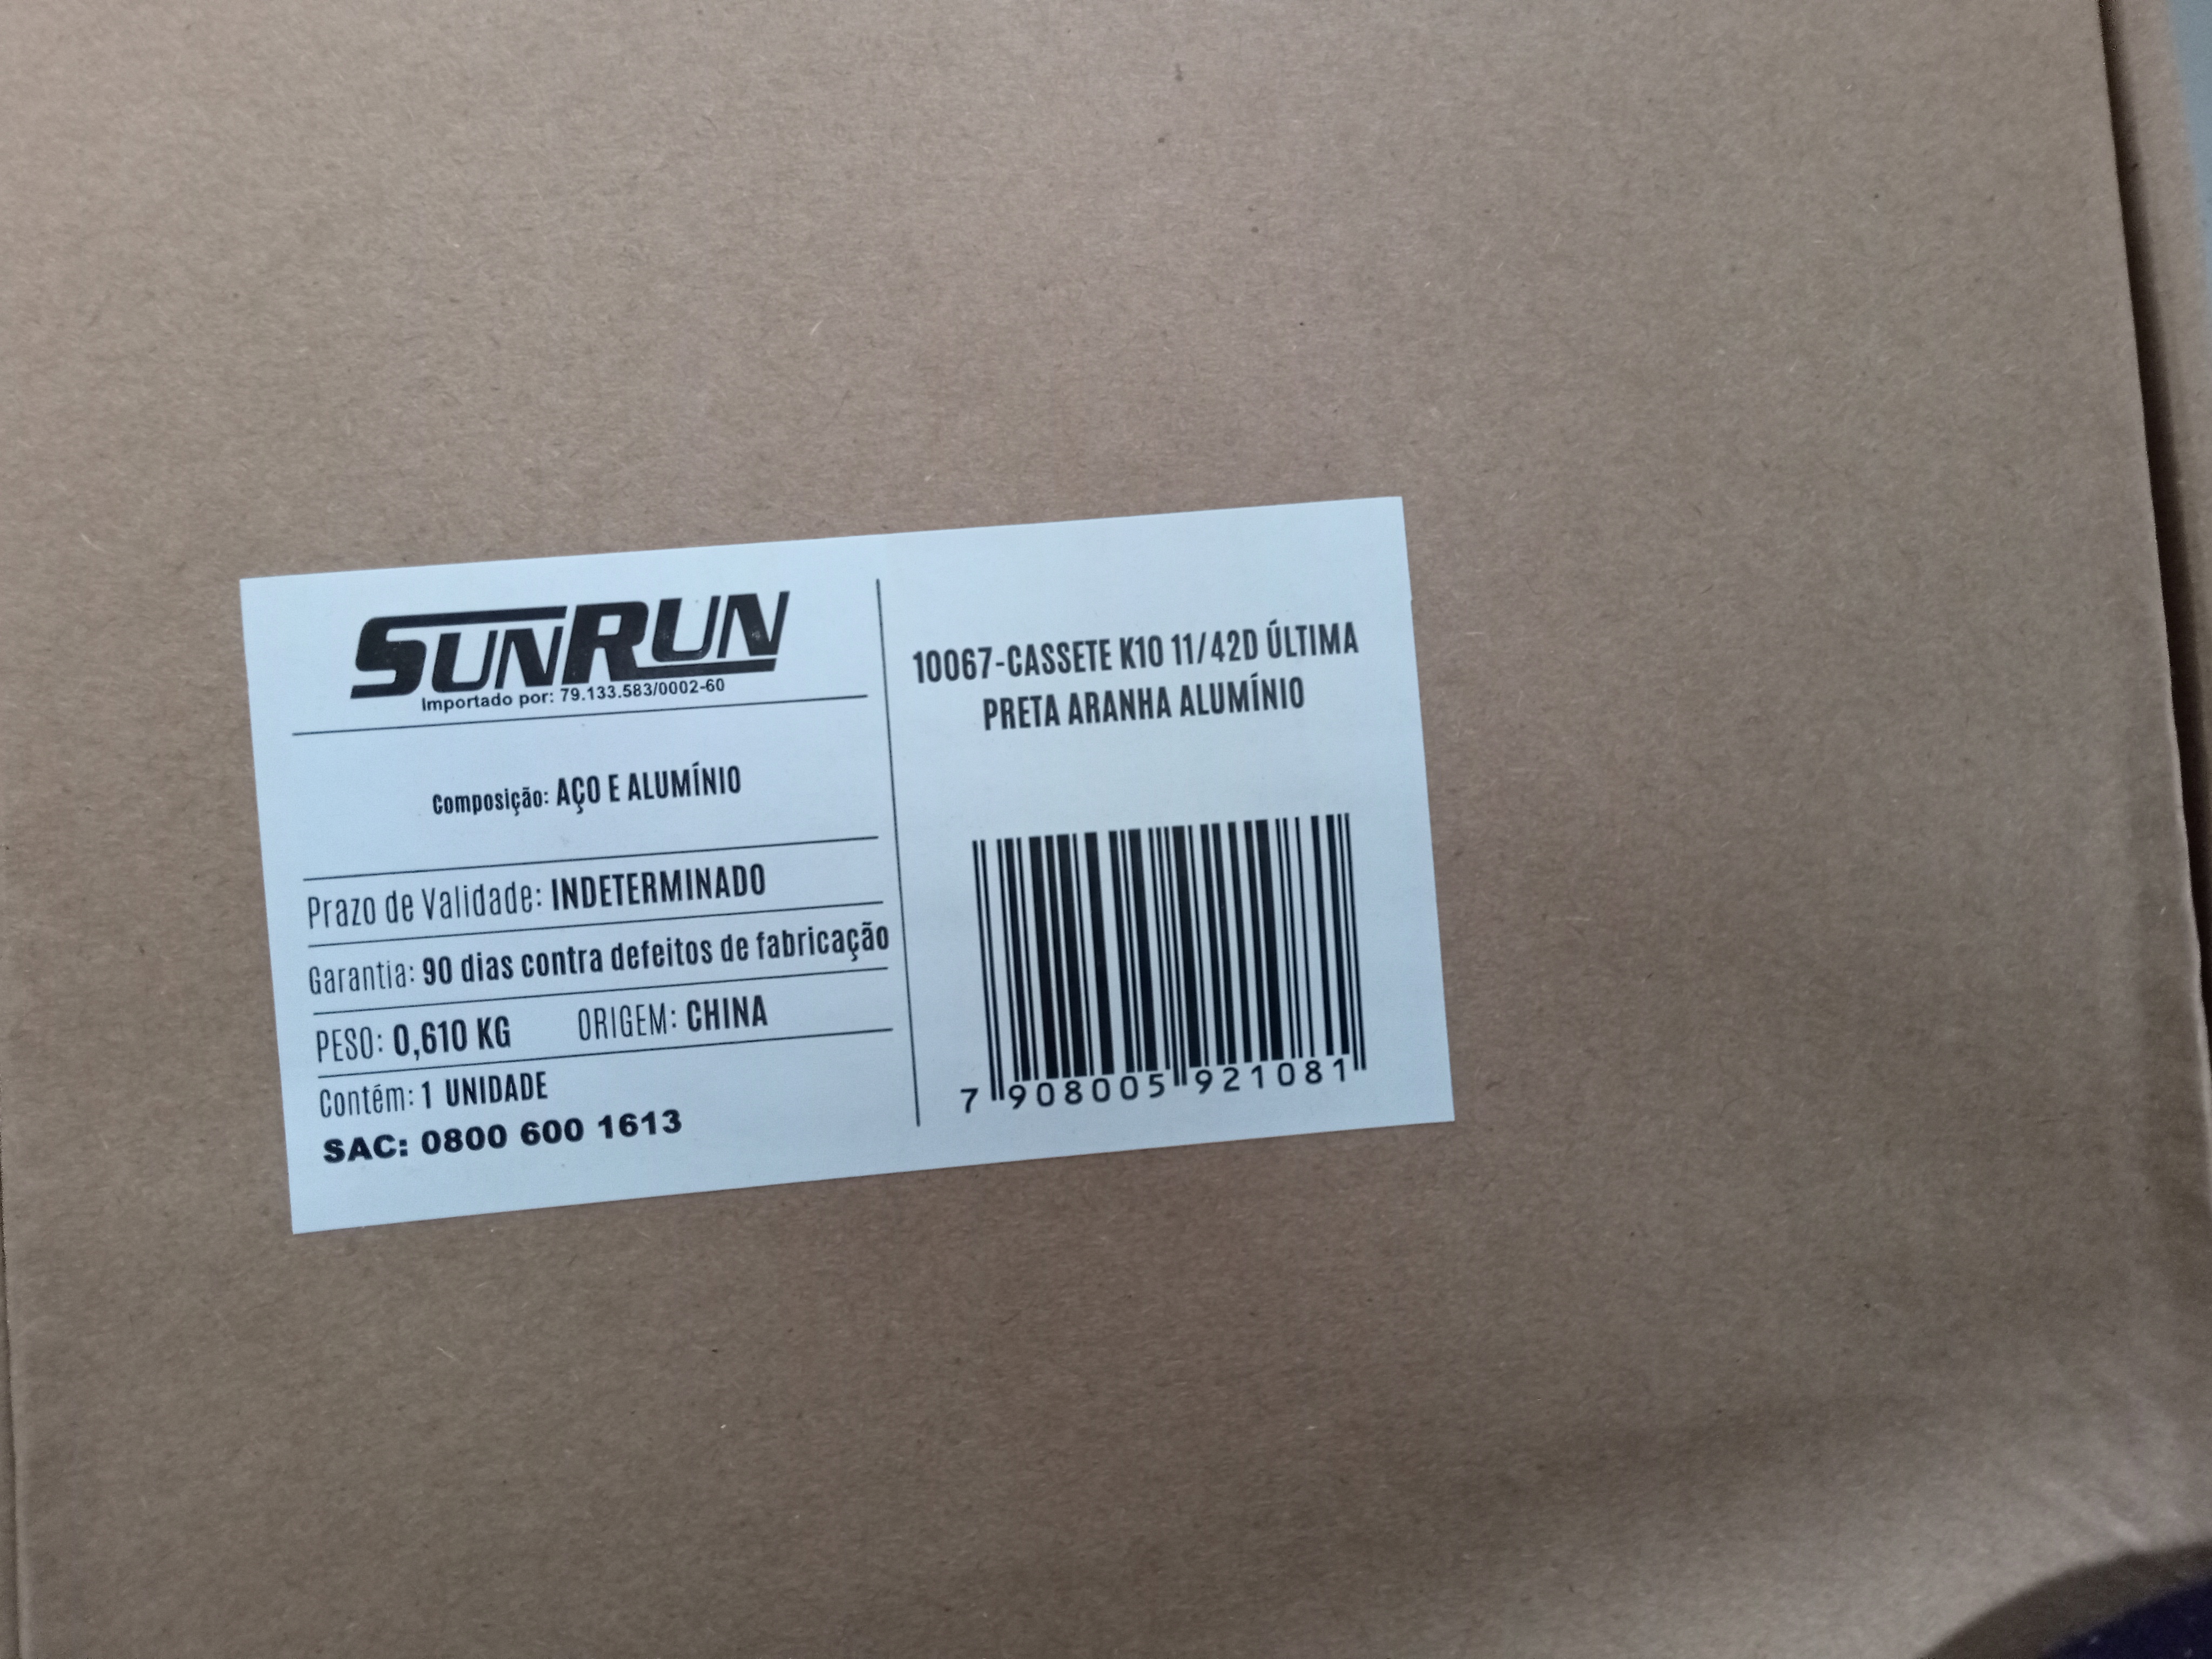 SUNRUN
Importado por: 79.133.583/0002-60
Composição: AÇO E ALUMÍNIO
Prazo de Validade: INDETERMINADO
Garantia: 90 dias contra defeitos de fabricação
PESO: 0,610 KG ORIGEM: CHINA
Contém: 1 UNIDADE
SAC: 0800 600 1613
10067-CASSETE K10 11/42D ÚLTIMA
PRETA ARANHA ALUMÍNIO
7 908005 921081